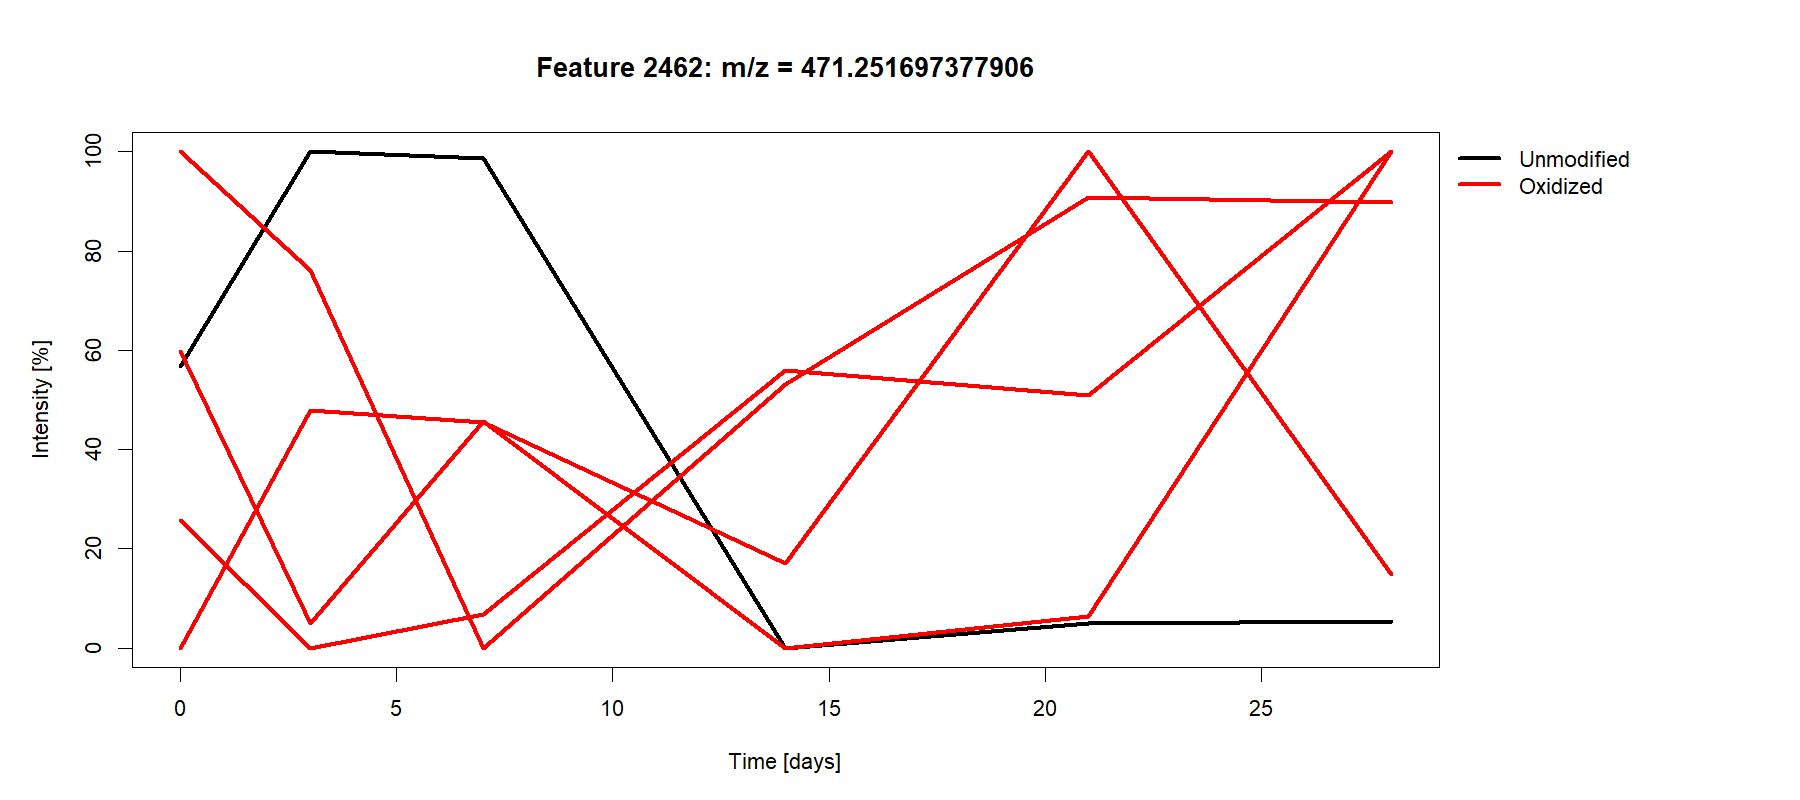 Feature 2462: m/z = 471.251697377906
Unmodified
Oxidized
Intensity [%]
100
80
60
40
20
0
0 5 10 15 20 25
Time [days]